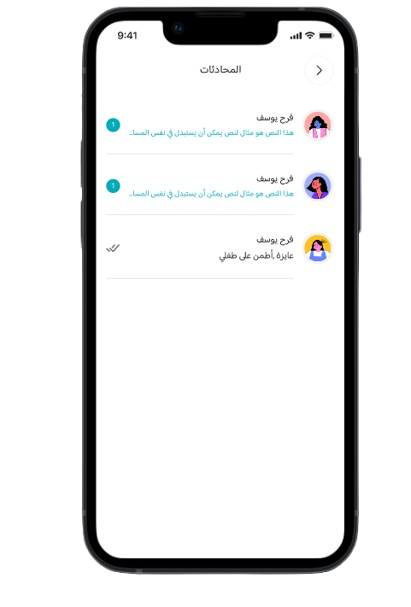 9:41
المحادثات
فرح يوسف
هذا النص هو مثال لنص يمكن أن يستبدل في نفس المسا...
1
فرح يوسف
هذا النص هو مثال لنص يمكن أن يستبدل في نفس المسا...
1
فرح يوسف
عايزة ,أطمن على طفلي